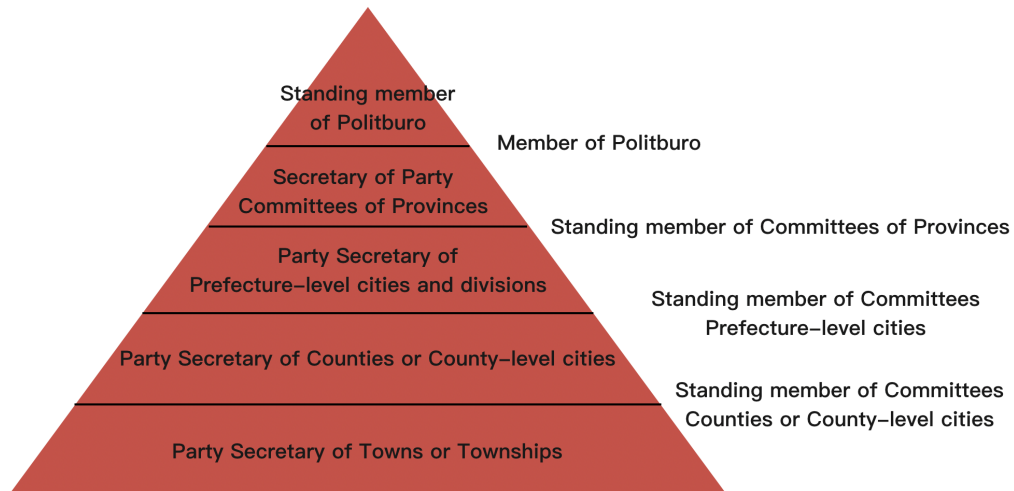 Standing member
of Politburo
Member of Politburo
Secretary of Party
Committees of Provinces
Standing member of Committees of Provinces
Party Secretary of
Prefecture–level cities and divisions
Standing member of Committees
Prefecture–level cities
Party Secretary of Counties or County–level cities
Standing member of Committees
Counties or County–level cities
Party Secretary of Towns or Townships